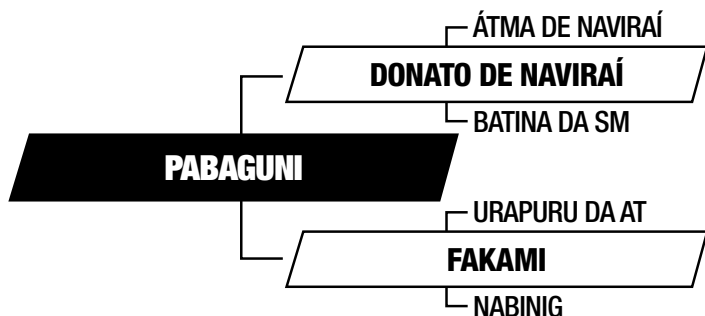 ÁTMA DE NAVIRAÍ
DONATO DE NAVIRAÍ
BATINA DA SM
PABAGUNI
URAPURU DA AT
FAKAMI
NABINIG